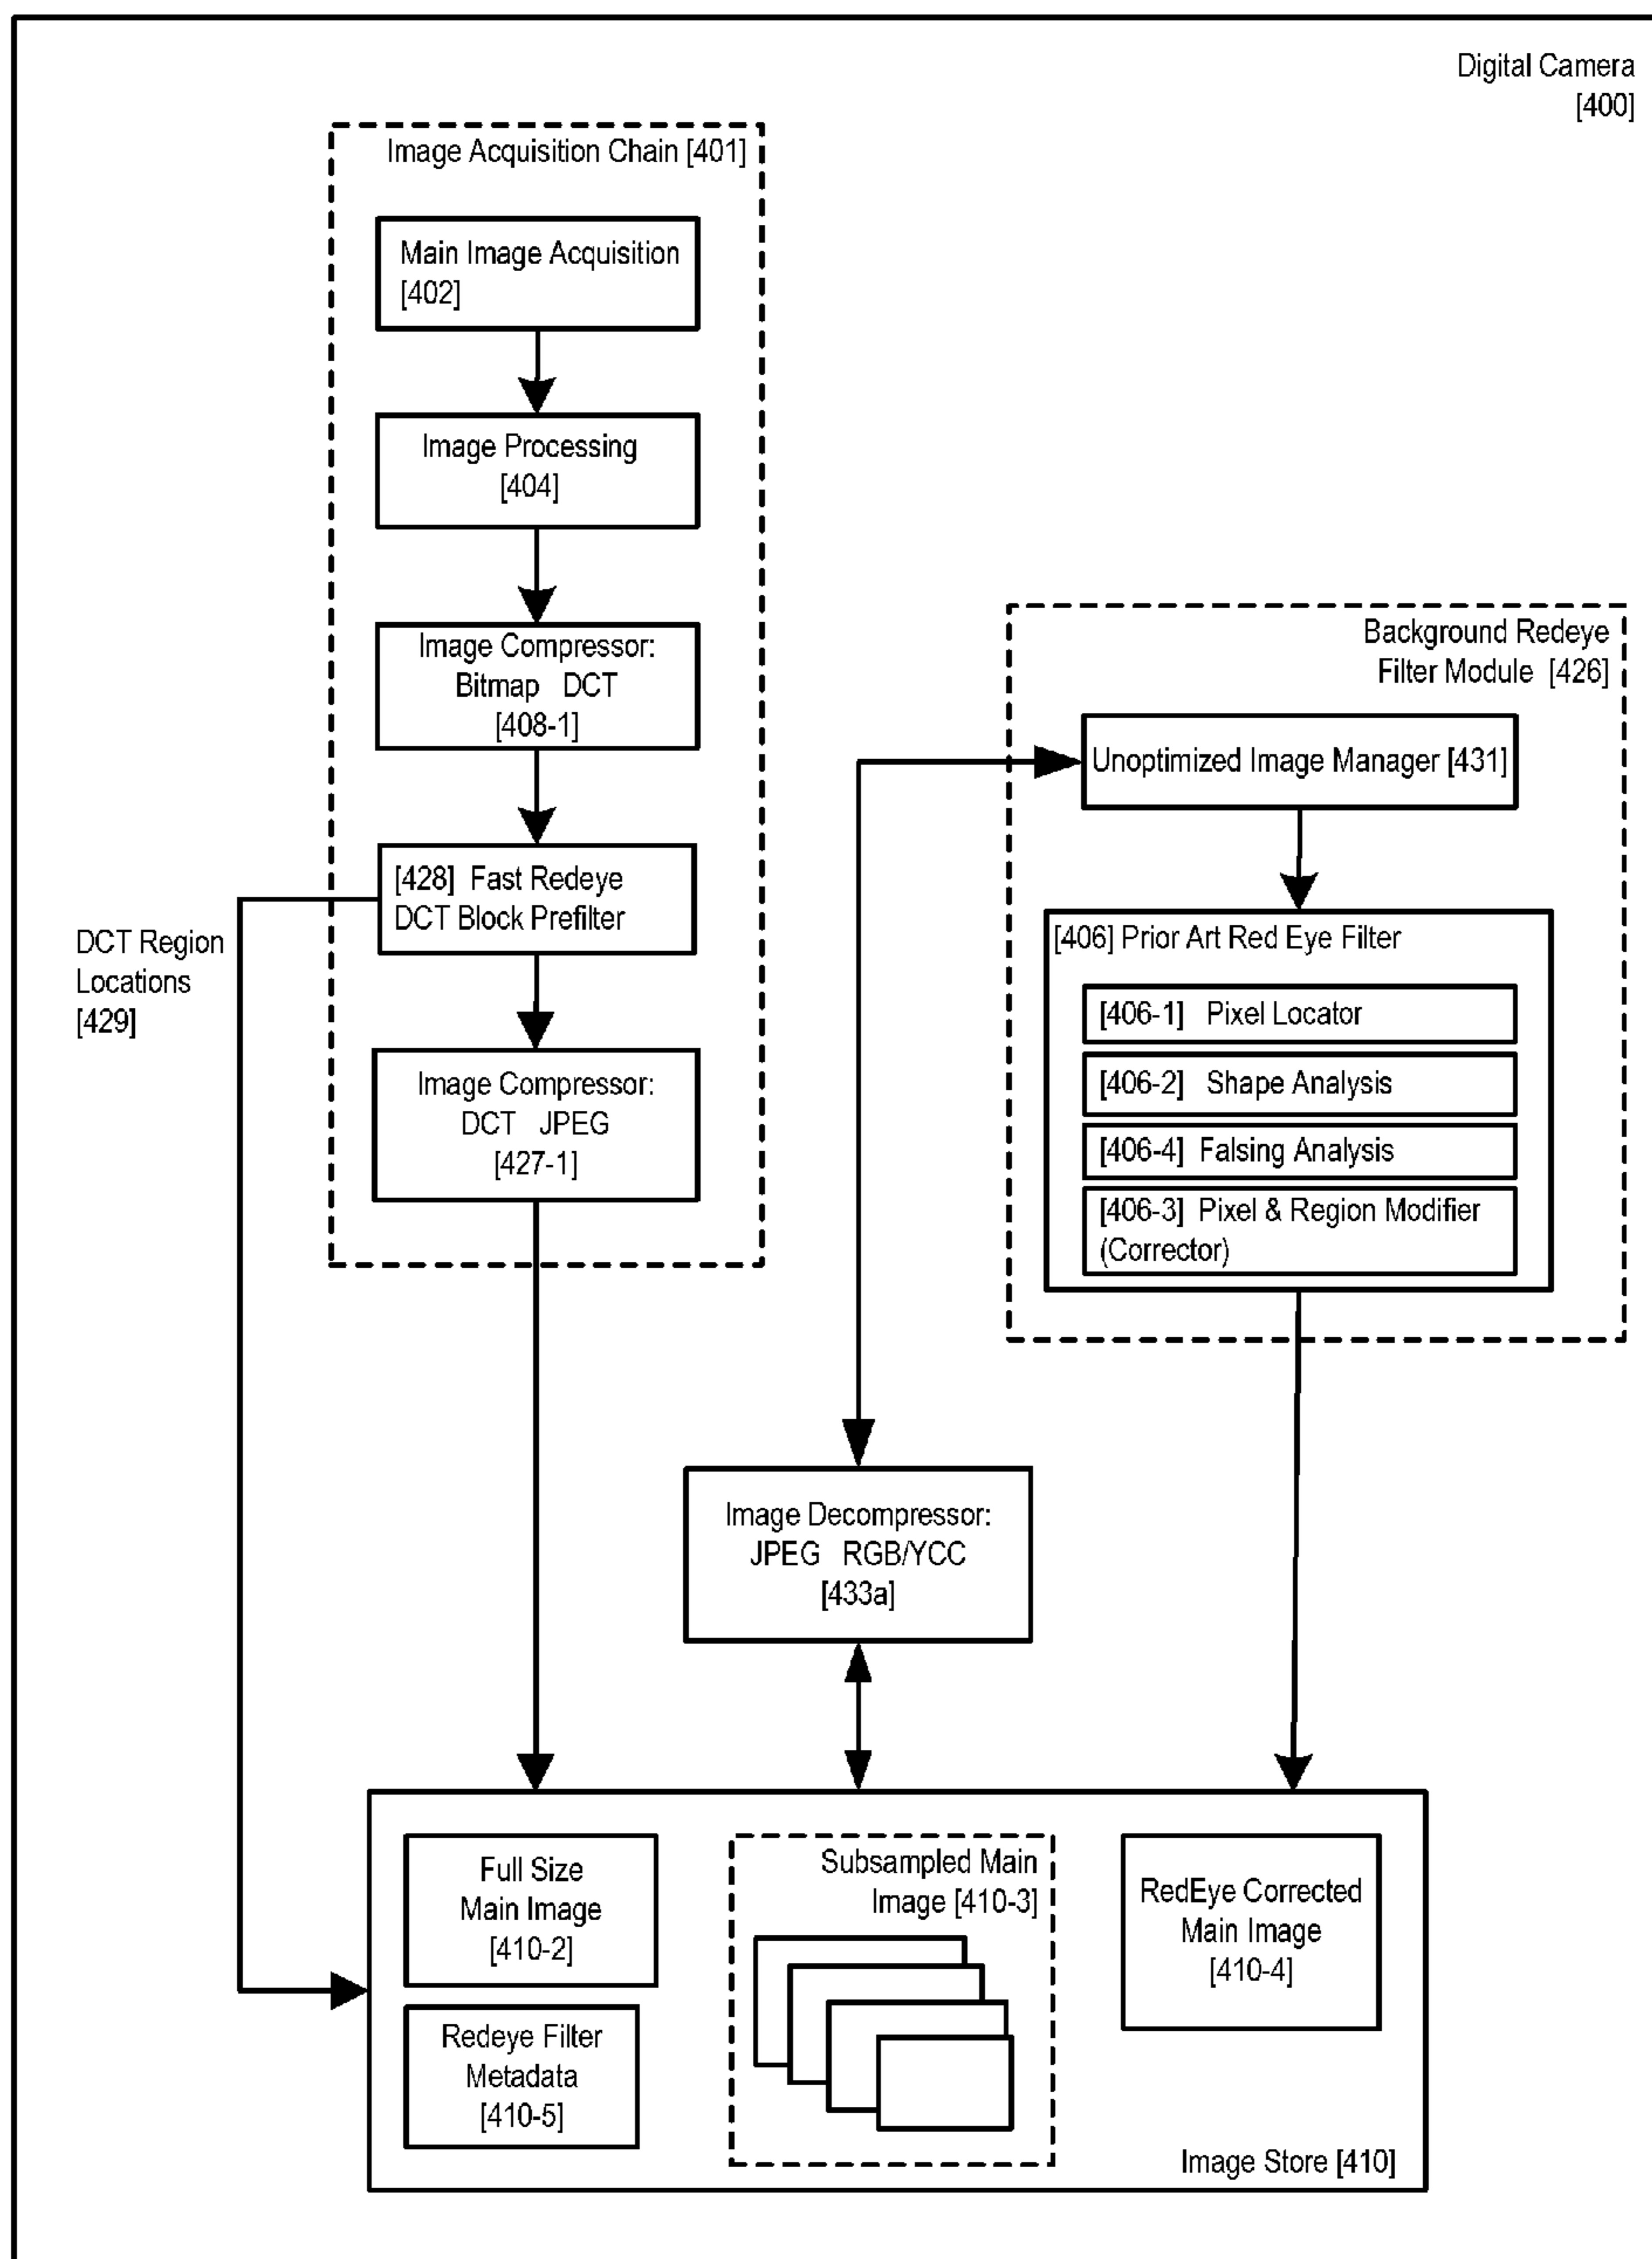 Digital Camera
[400]
Image Acquisition Chain [401]
Main Image Acquisition
[402]
Image Processing
[404]
Image Compressor:
Bitmap DCT
[408-1]
[428] Fast Redeye
DCT Block Prefilter
DCT Region
Locations
[429]
Image Compressor:
DCT JPEG
[427-1]
Background Redeye
Filter Module [426]
Unoptimized Image Manager [431]
[406] Prior Art Red Eye Filter
[406-1] Pixel Locator
[406-2] Shape Analysis
[406-4] Falsing Analysis
[406-3] Pixel & Region Modifier
(Corrector)
Image Decompressor:
JPEG RGB/YCC
[433a]
Full Size
Main Image
[410-2]
Redeye Filter
Metadata
[410-5]
Subsampled Main
Image [410-3]
RedEye Corrected
Main Image
[410-4]
Image Store [410]